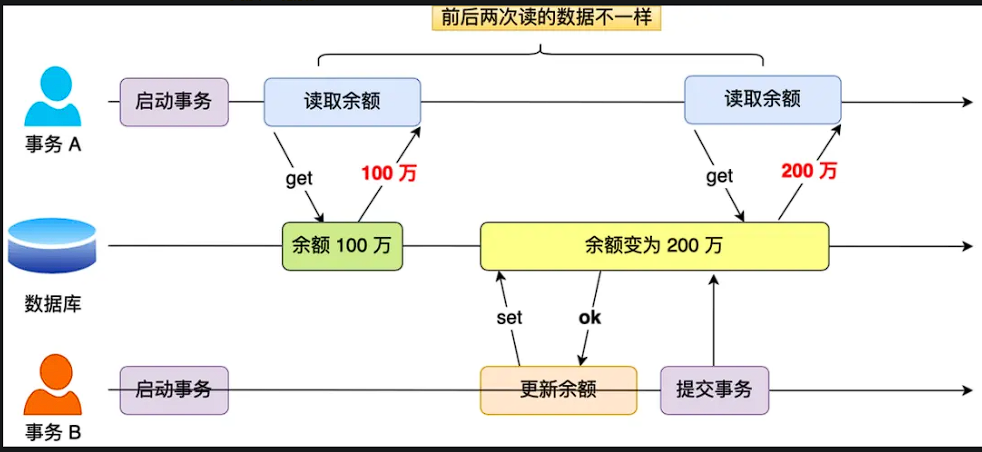 前后两次读的数据不一样
启动事务
读取余额
读取余额
事务 A
get
100 万
get
200 万
余额 100 万
余额变为 200 万
数据库
set
ok
启动事务
更新余额
提交事务
事务 B